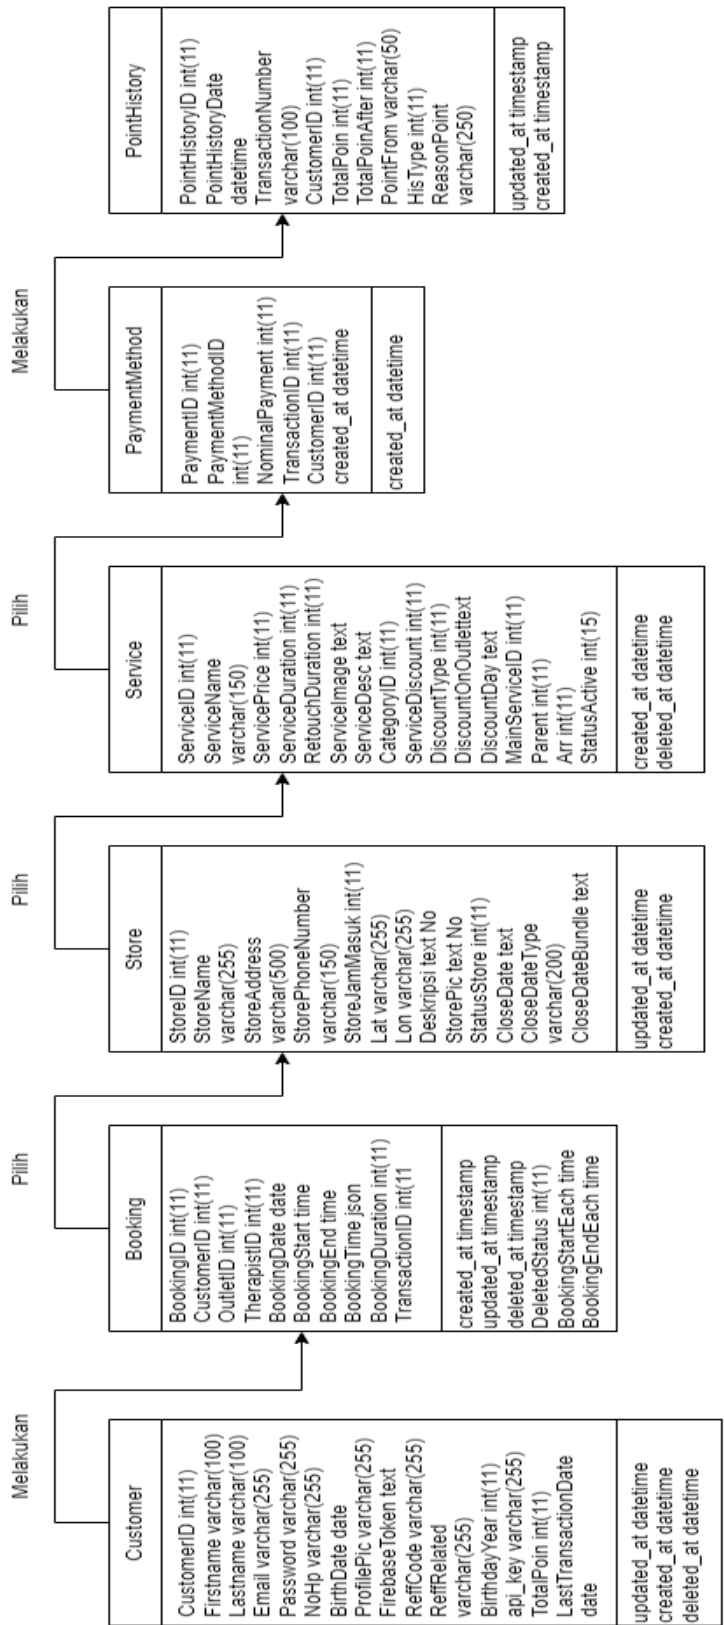 Melakukan
Pilih
Pilih
Pilih
Melakukan
Customer
CustomerID int(11)
Firstname varchar(100)
Lastname varchar(100)
Email varchar(255)
Password varchar(255)
NoHp varchar(255)
BirthDate date
ProfilePic varchar(255)
FirebaseToken text
ReffCode varchar(255)
ReffRelated
varchar(255)
BirthdayYear int(11)
api_key varchar(255)
TotalPoin int(11)
LastTransactionDate
date
updated_at datetime
created_at datetime
deleted_at datetime
Booking
BookingID int(11)
CustomerID int(11)
OutletID int(11)
TherapistID int(11)
BookingDate date
BookingStart time
BookingEnd time
BookingTime json
BookingDuration int(11)
TransactionID int(11
created_at timestamp
updated_at timestamp
deleted_at timestamp
DeletedStatus int(11)
BookingStartEach time
BookingEndEach time
Store
StoreID int(11)
StoreName
varchar(255)
StoreAddress
varchar(500)
StorePhoneNumber
varchar(150)
StoreJamMasuk int(11)
Lat varchar(255)
Lon varchar(255)
Deskripsi text No
StorePic text No
StatusStore int(11)
CloseDate text
CloseDateType
varchar(200)
CloseDateBundle text
updated_at datetime
created_at datetime
Service
ServiceID int(11)
ServiceName
varchar(150)
ServicePrice int(11)
ServiceDuration int(11)
RetouchDuration int(11)
ServiceImage text
ServiceDesc text
CategoryID int(11)
ServiceDiscount int(11)
DiscountType int(11)
DiscountOnOutlettext
DiscountDay text
MainServiceID int(11)
Parent int(11)
Arr int(11)
StatusActive int(15)
created_at datetime
deleted_at datetime
PaymentMethod
PaymentID int(11)
PaymentMethodID
int(11)
NominalPayment int(11)
TransactionID int(11)
CustomerID int(11)
created_at datetime
created_at datetime
PointHistory
PointHistoryID int(11)
PointHistoryDate
datetime
TransactionNumber
varchar(100)
CustomerID int(11)
TotalPoin int(11)
TotalPoinAfter int(11)
PointFrom varchar(50)
HisType int(11)
ReasonPoint
varchar(250)
updated_at timestamp
created_at timestamp